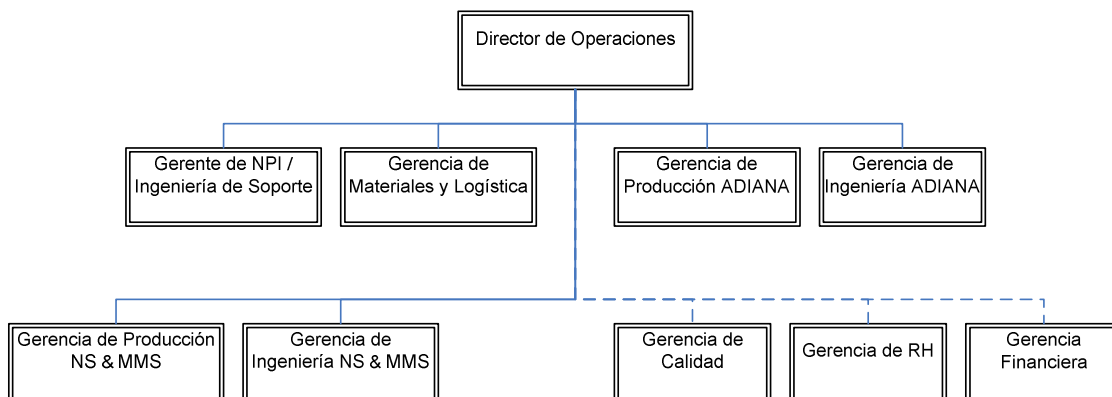 Director de Operaciones
Gerente de NPI /
Ingeniería de Soporte
Gerencia de
Materiales y Logística
Gerencia de
Producción ADIANA
Gerencia de
Ingeniería ADIANA
Gerencia de Producción
NS & MMS
Gerencia de
Ingeniería NS & MMS
Gerencia de
Calidad
Gerencia de RH
Gerencia
Financiera